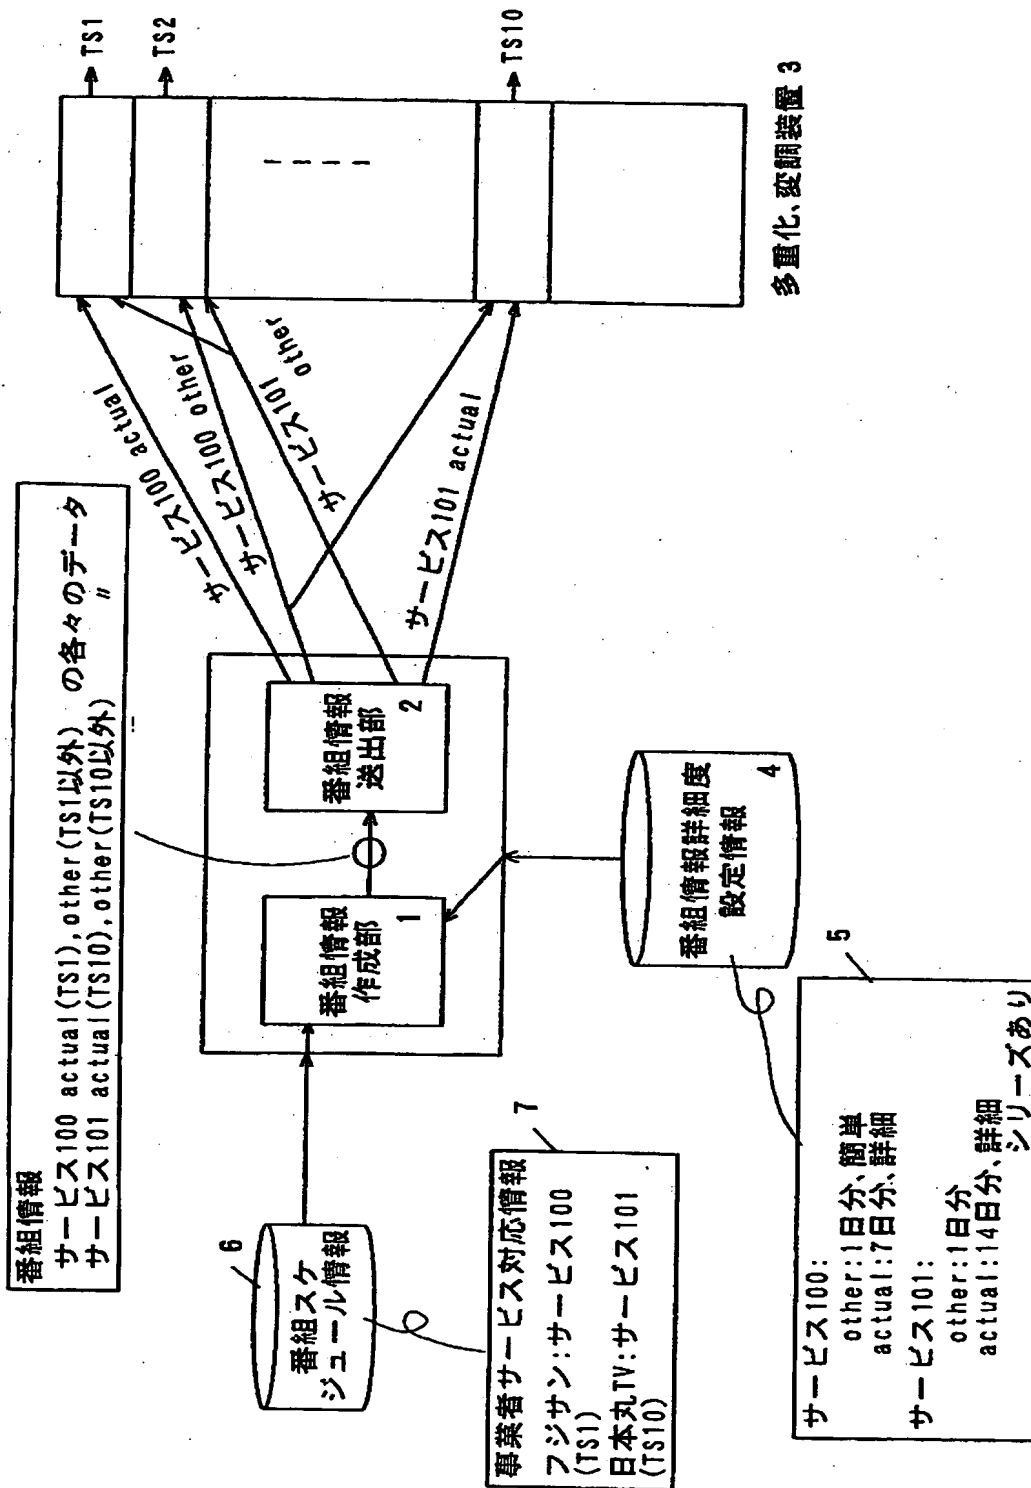 番組情報
サービス100 actual(TS1),other(TS1以外) の各々のデータ
サービス101 actual(TS10),other(TS10以外) 〃
6
番組スケ
ジュール情報
事業者サービス対応情報
7
フジサン:サービス100
(TS1)
日本丸TV:サービス101
(TS10)
番組情報
作成部
1
番組情報
送出部
2
番組情報詳細度
設定情報
4
5
サービス100:
other:1日分、簡単
actual:7日分、詳細
サービス101:
other:1日分
actual:14日分、詳細
シリーズあり
サービス100 actual
サービス100 other
サービス101 other
サービス101 actual
TS1
TS2
TS10
多重化、変調装置 3